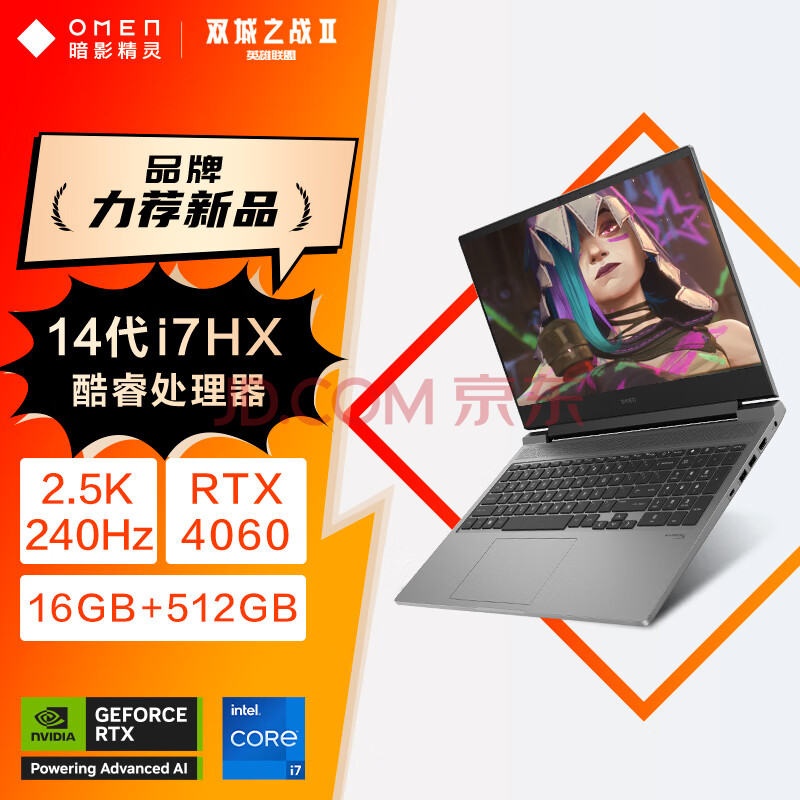 OMEN
暗影精灵
双城之战II
英雄联盟
品牌
力荐新品
14代i7HX
酷睿处理器
JD.COM 京东
2.5K
240Hz
RTX
4060
16GB+512GB
OMEN
NVIDIA
GEFORCE
RTX
Powering Advanced AI
intel
CORE
i7